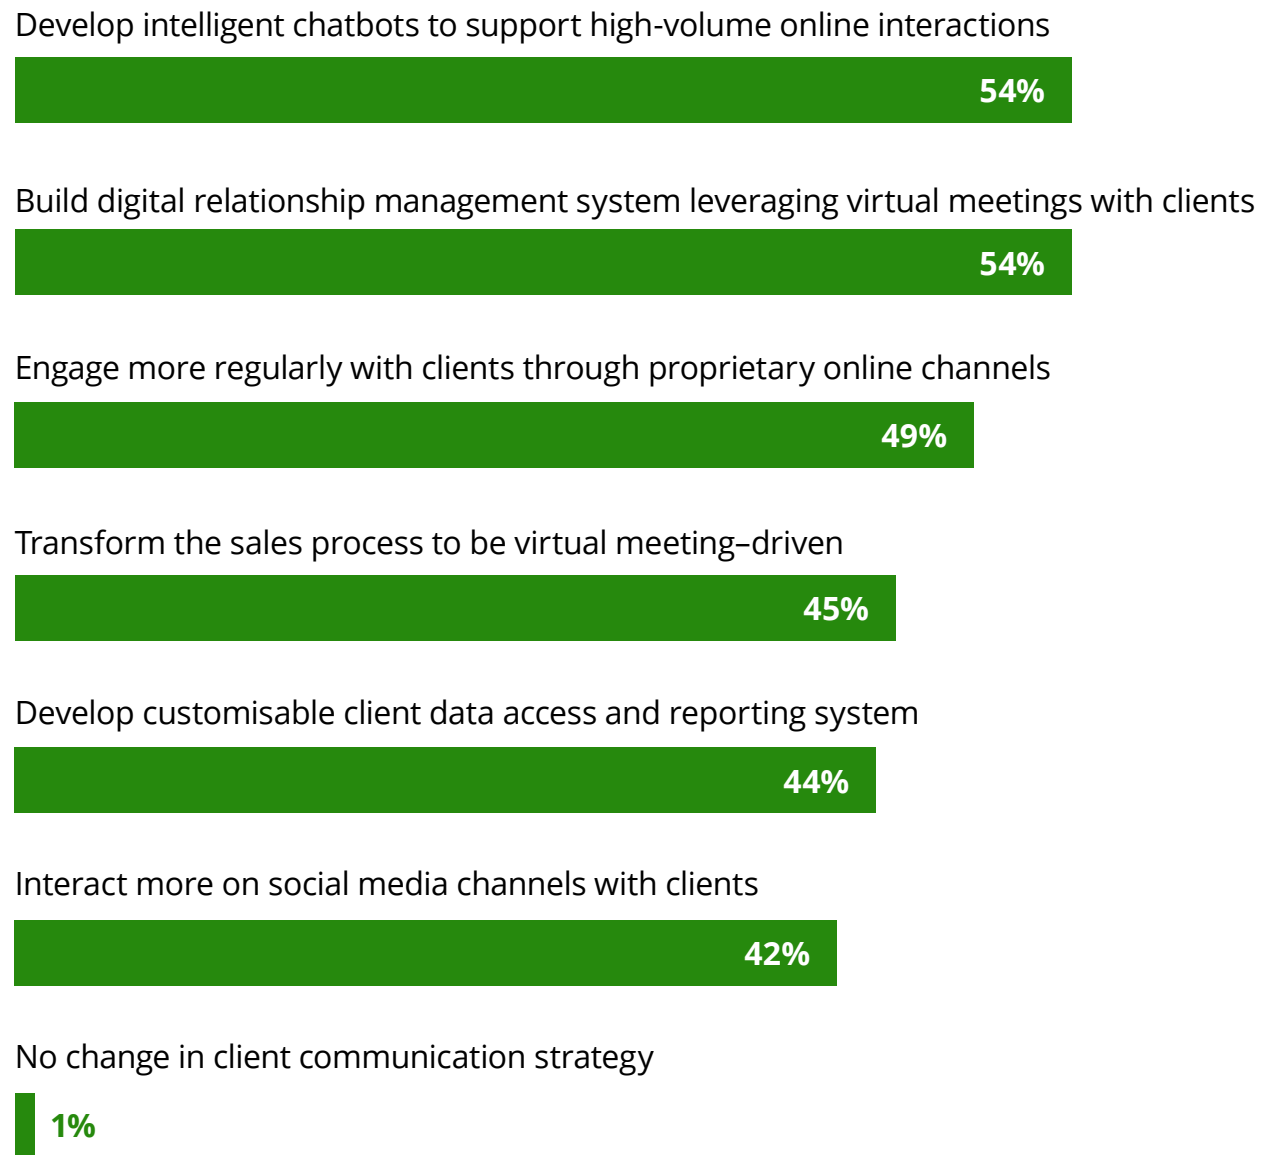 Develop intelligent chatbots to support high-volume online interactions
54%
Build digital relationship management system leveraging virtual meetings with clients
54%
Engage more regularly with clients through proprietary online channels
49%
Transform the sales process to be virtual meeting–driven
45%
Develop customisable client data access and reporting system
44%
Interact more on social media channels with clients
42%
No change in client communication strategy
1%